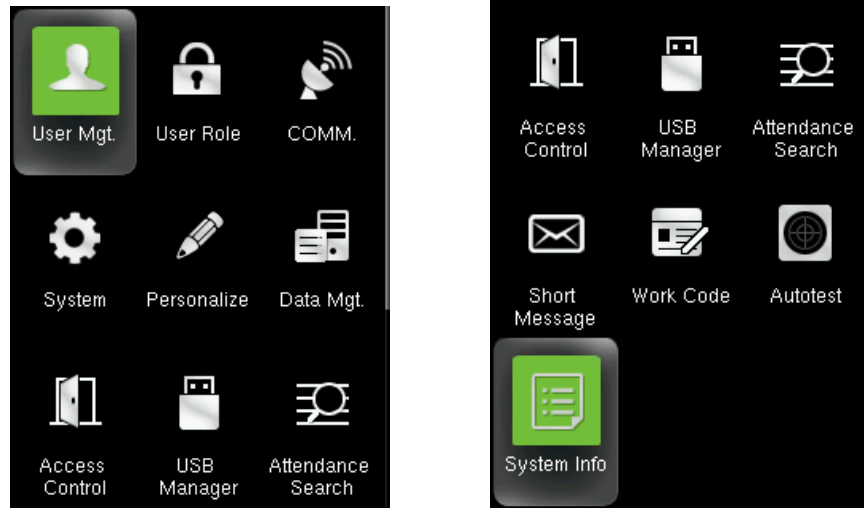 User Mgt.
User Role
COMM.
System
Personalize
Data Mgt.
Access
Control
USB
Manager
Attendance
Search
Access
Control
USB
Manager
Attendance
Search
Short
Message
Work Code
Autotest
System Info